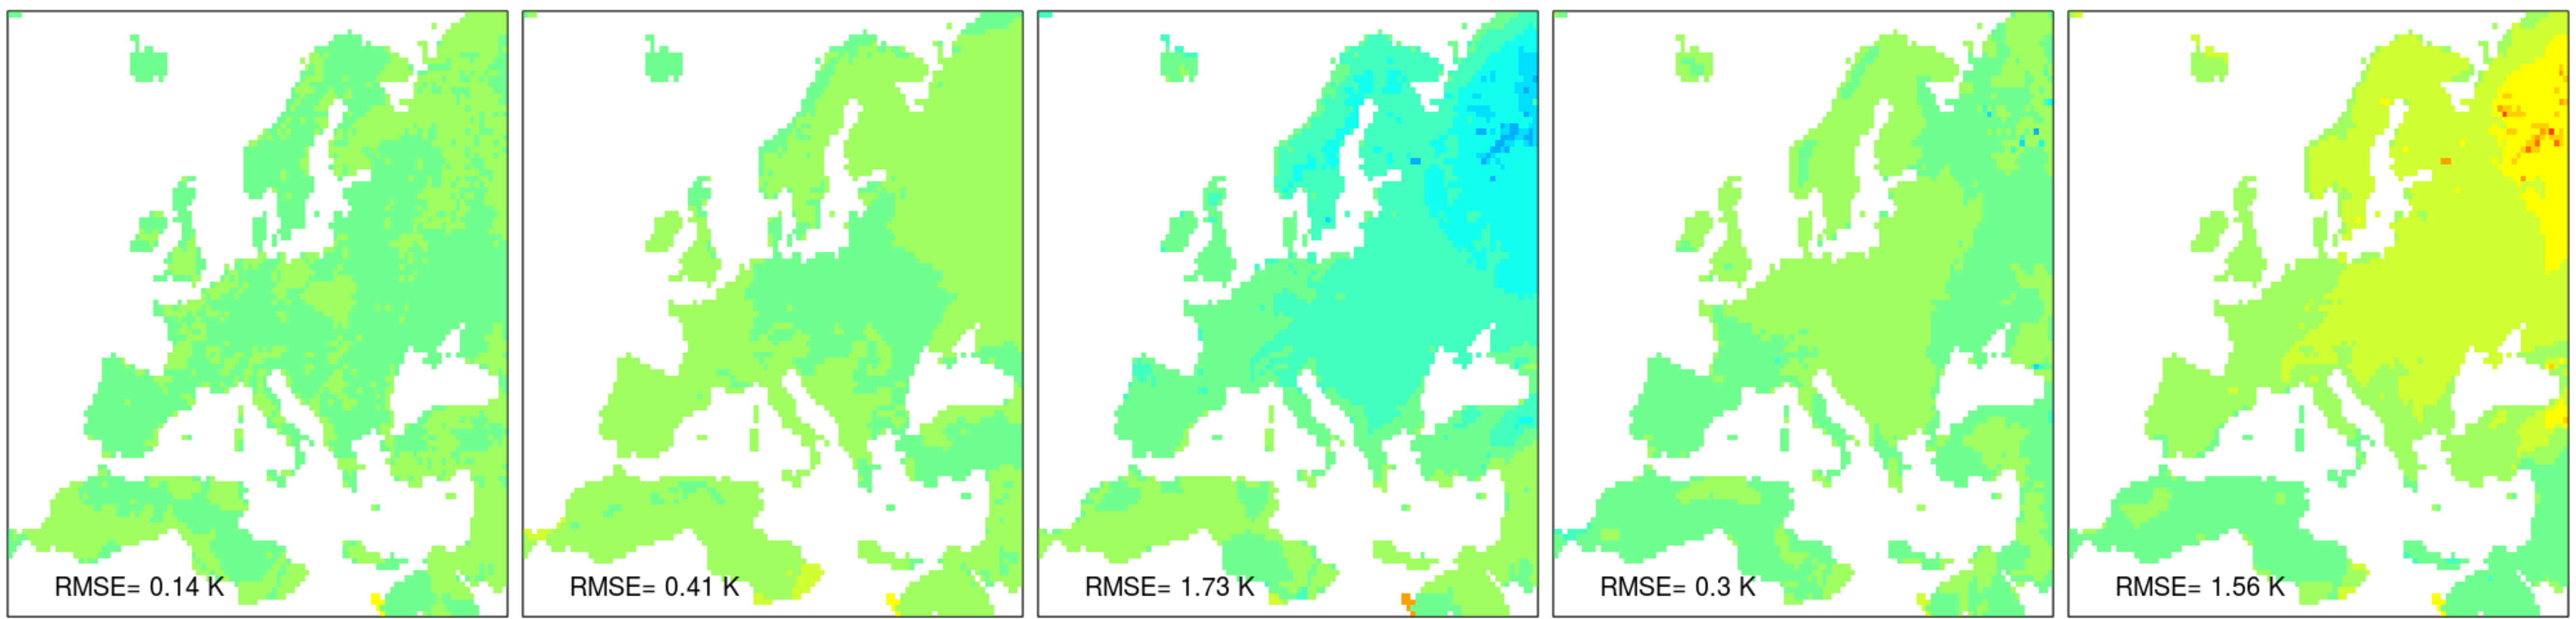 RMSE= 0.14 K
RMSE= 0.41 K
RMSE= 1.73 K
RMSE= 0.3 K
RMSE= 1.56 K